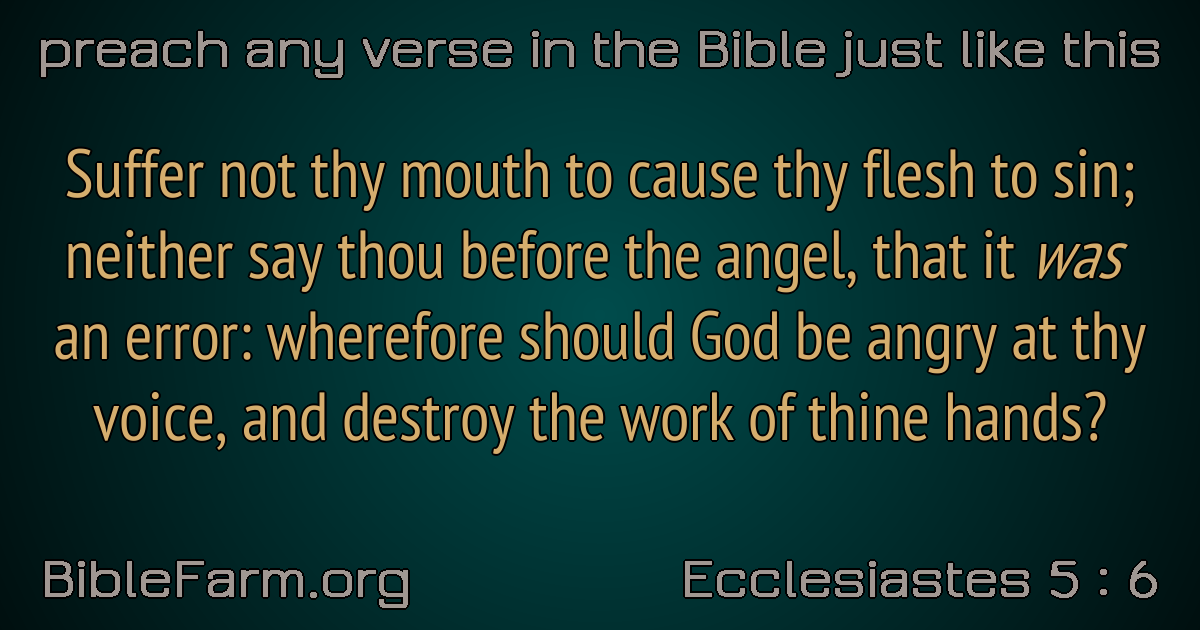 preach any verse in the Bible just like this
Suffer not thy mouth to cause thy flesh to sin;
neither say thou before the angel, that it was
an error: wherefore should God be angry at thy
voice, and destroy the work of thine hands?
BibleFarm.org
Ecclesiastes 5 : 6